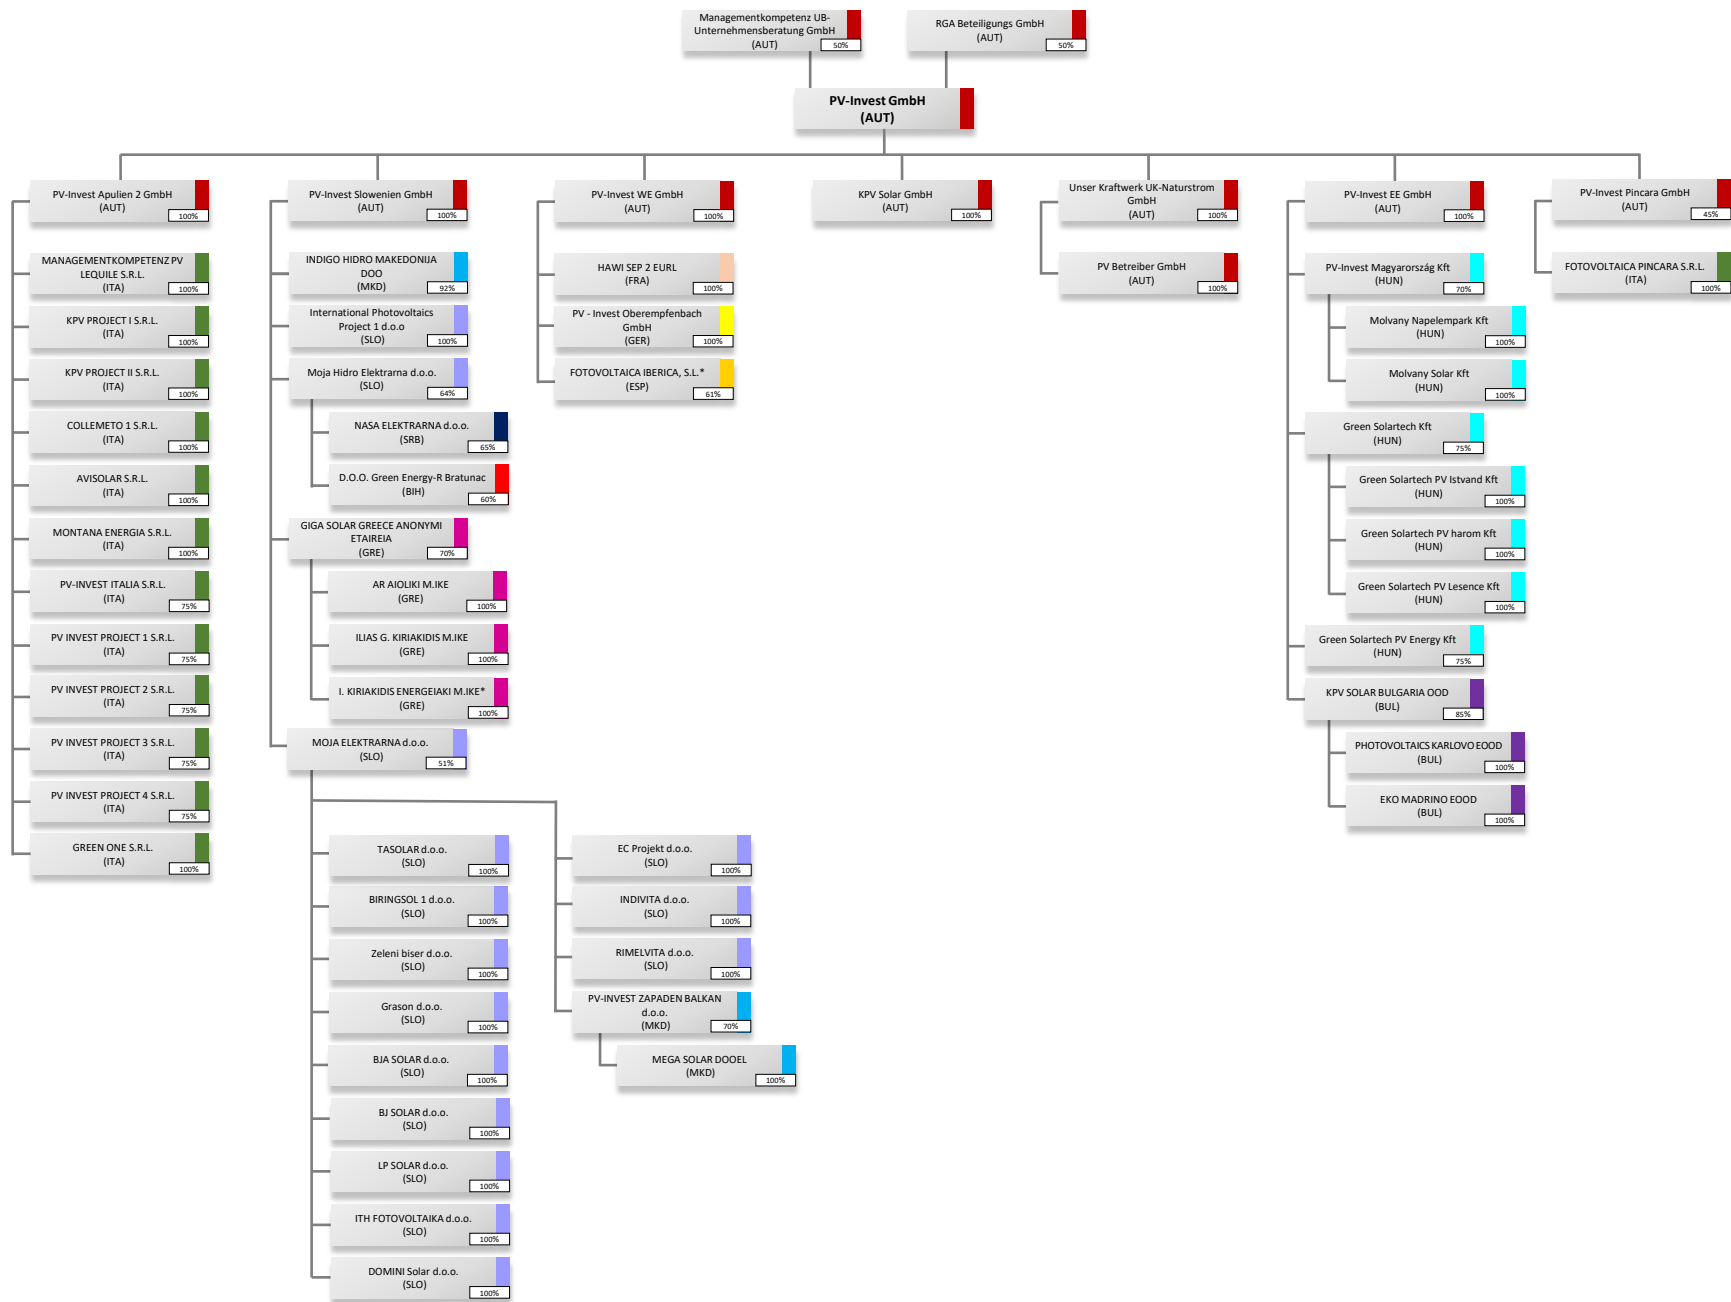 Managementkompetenz UB-
Unternehmensberatung GmbH
(AUT)
50%
RGA Beteiligungs GmbH
(AUT)
50%
PV-Invest GmbH
(AUT)
PV-Invest Apulien 2 GmbH
(AUT)
100%
MANAGEMENTKOMPETENZ PV
LEQUILE S.R.L.
(ITA)
100%
KPV PROJECT I S.R.L.
(ITA)
100%
KPV PROJECT II S.R.L.
(ITA)
100%
COLLEMETO 1 S.R.L.
(ITA)
100%
AVISOLAR S.R.L.
(ITA)
100%
MONTANA ENERGIA S.R.L.
(ITA)
100%
PV-INVEST ITALIA S.R.L.
(ITA)
75%
PV INVEST PROJECT 1 S.R.L.
(ITA)
75%
PV INVEST PROJECT 2 S.R.L.
(ITA)
75%
PV INVEST PROJECT 3 S.R.L.
(ITA)
75%
PV INVEST PROJECT 4 S.R.L.
(ITA)
75%
GREEN ONE S.R.L.
(ITA)
100%
PV-Invest Slowenien GmbH
(AUT)
100%
INDIGO HIDRO MAKEDONIJA
DOO
(MKD)
92%
International Photovoltaics
Project 1 d.o.o
(SLO)
100%
Moja Hidro Elektrarna d.o.o.
(SLO)
64%
NASA ELEKTRARNA d.o.o.
(SRB)
65%
D.O.O. Green Energy-R Bratunac
(BIH)
60%
GIGA SOLAR GREECE ANONYMI
ETAIREIA
(GRE)
70%
AR AIOLIKI M.IKE
(GRE)
100%
ILIAS G. KIRIAKIDIS M.IKE
(GRE)
100%
I. KIRIAKIDIS ENERGEIAKI M.IKE*
(GRE)
100%
MOJA ELEKTRARNA d.o.o.
(SLO)
51%
TASOLAR d.o.o.
(SLO)
100%
BIRINGSOL 1 d.o.o.
(SLO)
100%
Zeleni biser d.o.o.
(SLO)
100%
Grason d.o.o.
(SLO)
100%
BJA SOLAR d.o.o.
(SLO)
100%
BJ SOLAR d.o.o.
(SLO)
100%
LP SOLAR d.o.o.
(SLO)
100%
ITH FOTOVOLTAIKA d.o.o.
(SLO)
100%
DOMINI Solar d.o.o.
(SLO)
100%
EC Projekt d.o.o.
(SLO)
100%
INDIVITA d.o.o.
(SLO)
100%
RIMELVITA d.o.o.
(SLO)
100%
PV-INVEST ZAPADEN BALKAN
d.o.o.
(MKD)
70%
MEGA SOLAR DOOEL
(MKD)
100%
PV-Invest WE GmbH
(AUT)
100%
HAWI SEP 2 EURL
(FRA)
100%
PV - Invest Oberempfenbach
GmbH
(GER)
100%
FOTOVOLTAICA IBERICA, S.L.*
(ESP)
61%
KPV Solar GmbH
(AUT)
100%
Unser Kraftwerk UK-Naturstrom
GmbH
(AUT)
100%
PV Betreiber GmbH
(AUT)
100%
PV-Invest EE GmbH
(AUT)
100%
PV-Invest Magyarország Kft
(HUN)
70%
Molvany Napelempark Kft
(HUN)
100%
Molvany Solar Kft
(HUN)
100%
Green Solartech Kft
(HUN)
75%
Green Solartech PV Istvand Kft
(HUN)
100%
Green Solartech PV harom Kft
(HUN)
100%
Green Solartech PV Lesence Kft
(HUN)
100%
Green Solartech PV Energy Kft
(HUN)
75%
KPV SOLAR BULGARIA OOD
(BUL)
85%
PHOTOVOLTAICS KARLOVO EOOD
(BUL)
100%
EKO MADRINO EOOD
(BUL)
100%
PV-Invest Pincara GmbH
(AUT)
45%
FOTOVOLTAICA PINCARA S.R.L.
(ITA)
100%